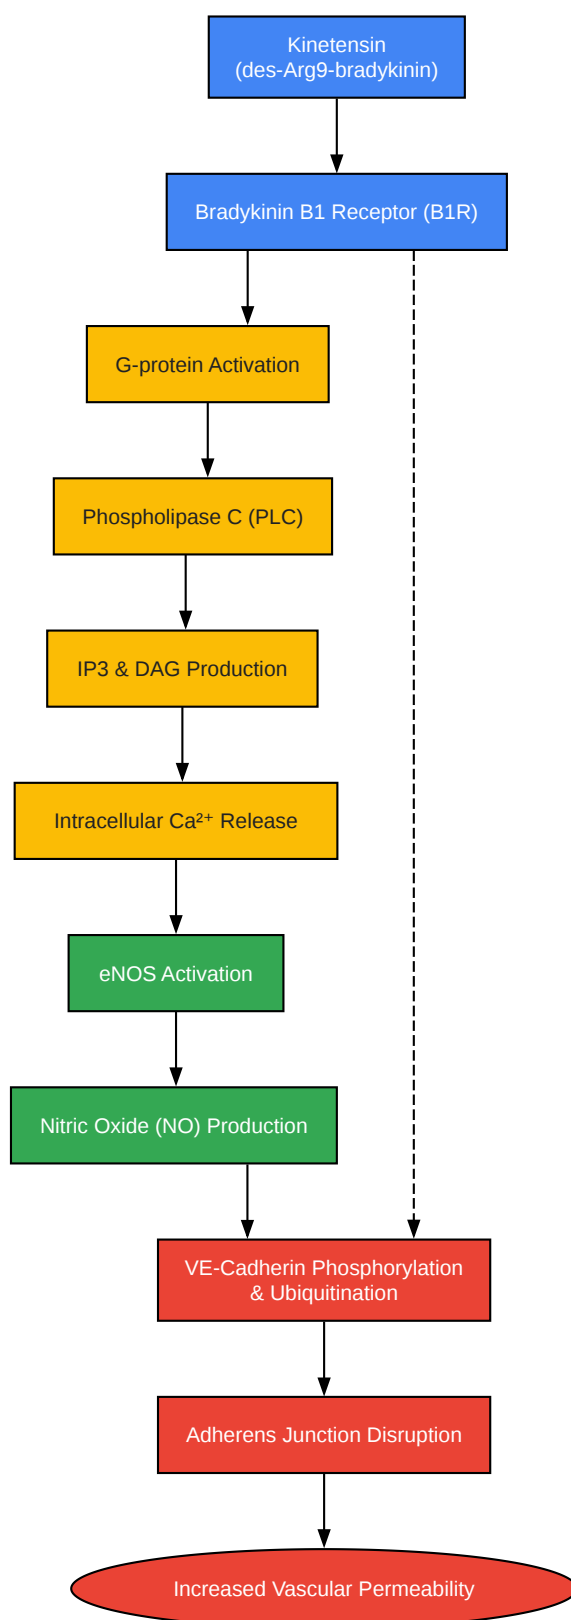 Kinetensin
(des-Arg9-bradykinin)
Bradykinin B1 Receptor (B1R)
G-protein Activation
Phospholipase C (PLC)
IP3 & DAG Production
Intracellular Ca²⁺ Release
eNOS Activation
Nitric Oxide (NO) Production
VE-Cadherin Phosphorylation
& Ubiquitination
Adherens Junction Disruption
Increased Vascular Permeability